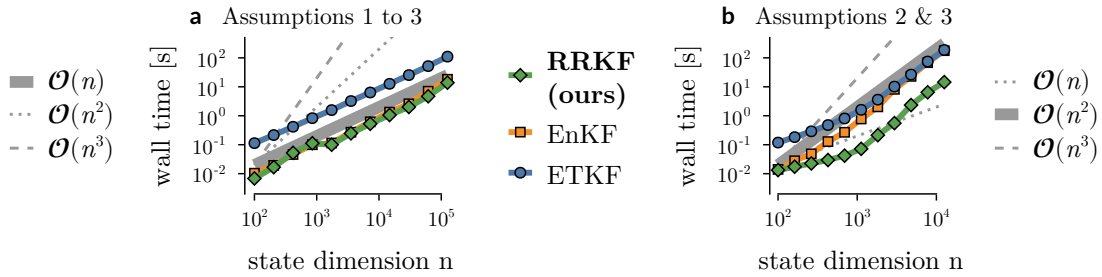 a Assumptions 1 to 3
wall time [s]
10²
10¹
10⁰
10⁻¹
10⁻²
10² 10³ 10⁴ 10⁵
state dimension n
𝒪(n)
𝒪(n²)
𝒪(n³)
RRKF
(ours)
EnKF
ETKF
b Assumptions 2 & 3
wall time [s]
10²
10¹
10⁰
10⁻¹
10⁻²
10² 10³ 10⁴
state dimension n
𝒪(n)
𝒪(n²)
𝒪(n³)